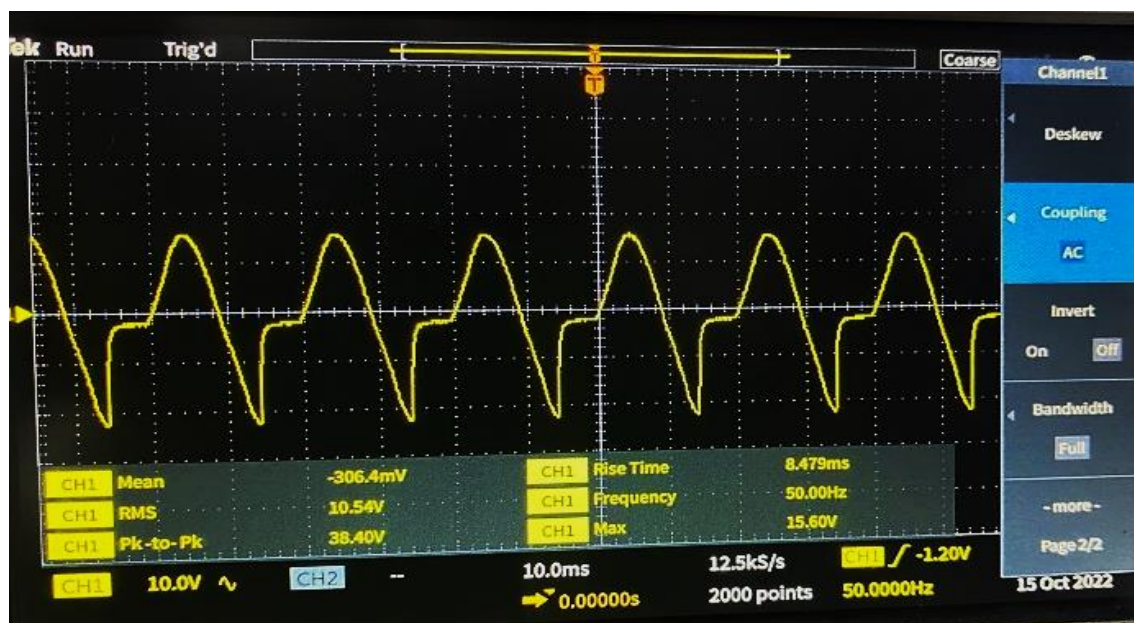 Tek Run Trig'd Coarse
T
T
Channel1
Deskew
Coupling
AC
Invert
On Off
Bandwidth
Full
-more-
Page 2/2
CH1 Mean -306.4mV CH1 Rise Time 8.479ms
CH1 RMS 10.54V CH1 Frequency 50.00Hz
CH1 Pk-to-Pk 38.40V CH1 Max 15.60V
CH1 10.0V CH2 -- 10.0ms 12.5kS/s CH1 -1.20V
0.00000s 2000 points 50.0000Hz 15 Oct 2022